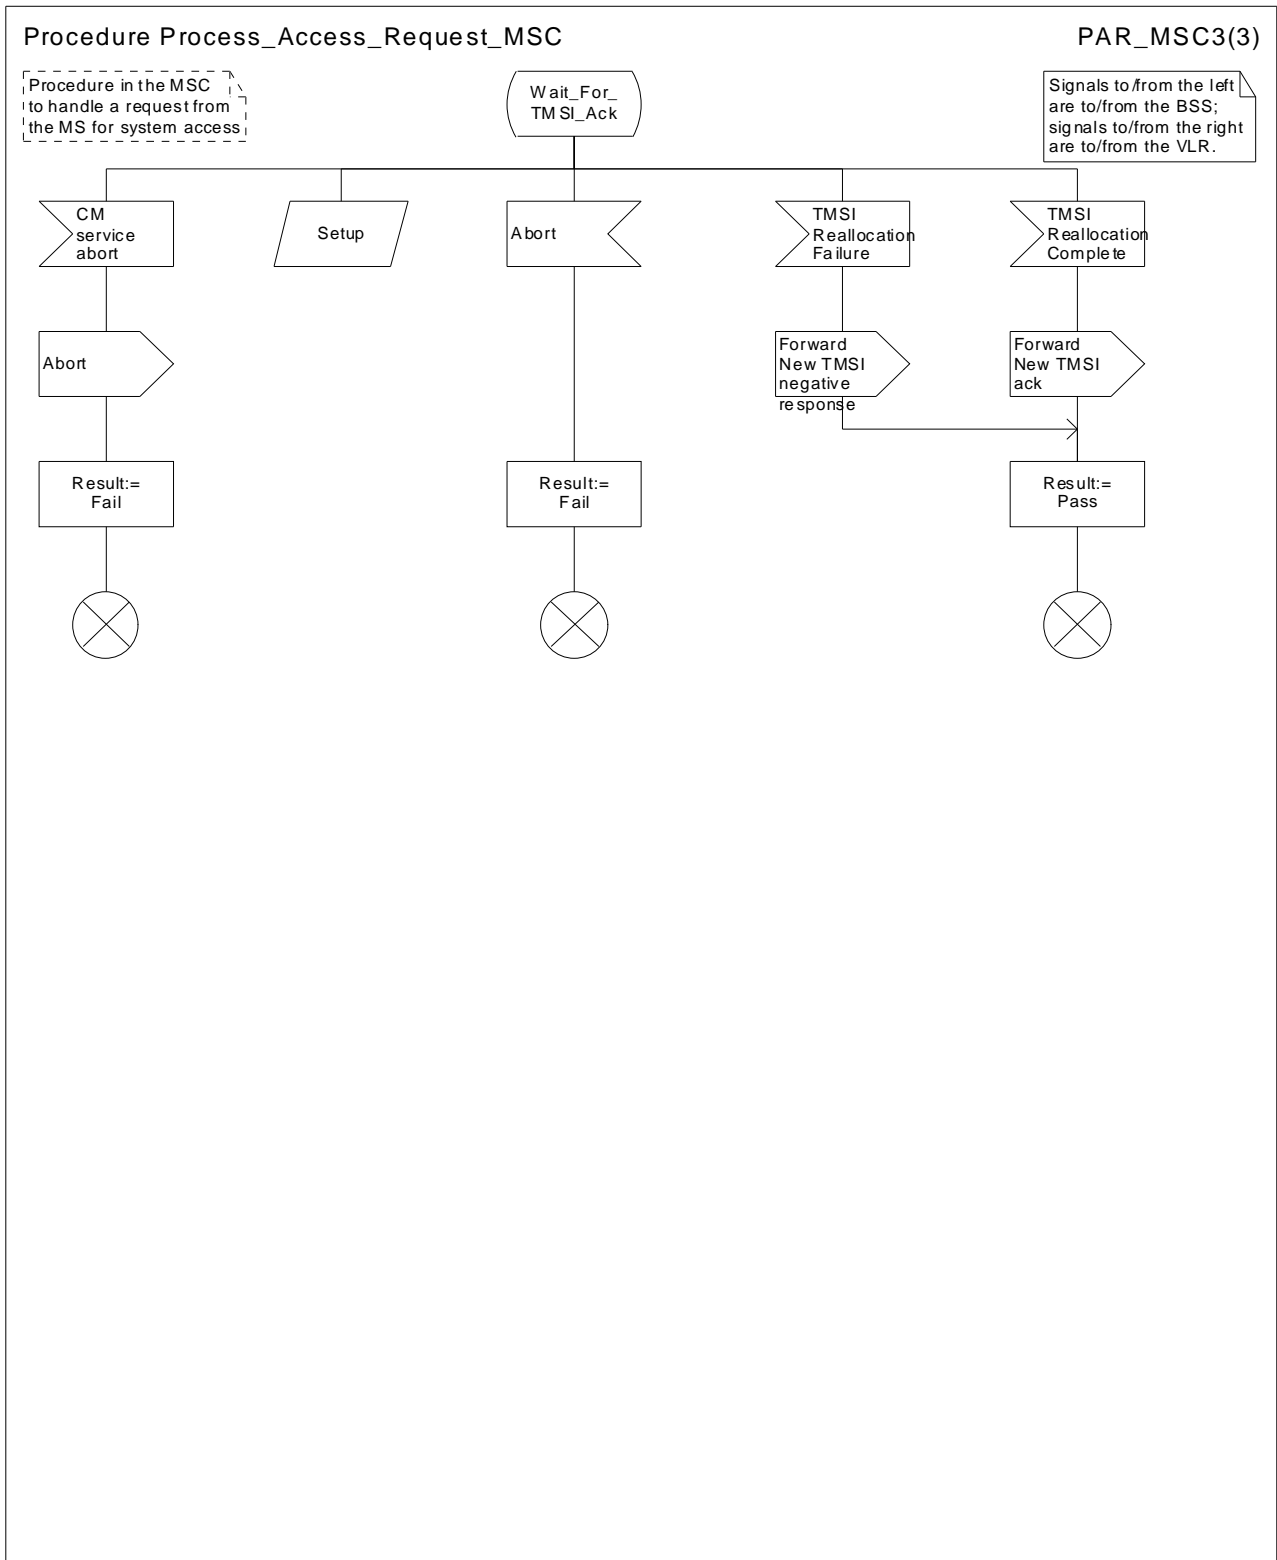 Procedure Process_Access_Request_MSC
PAR_MSC3(3)
Procedure in the MSC
to handle a request from
the MS for system access
Wait_For_
TMSI_Ack
Signals to/from the left
are to/from the BSS;
signals to/from the right
are to/from the VLR.
CM
service
abort
Setup
Abort
TMSI
Reallocation
Failure
TMSI
Reallocation
Complete
Abort
Forward
New TMSI
negative
response
Forward
New TMSI
ack
Result:=
Fail
Result:=
Fail
Result:=
Pass